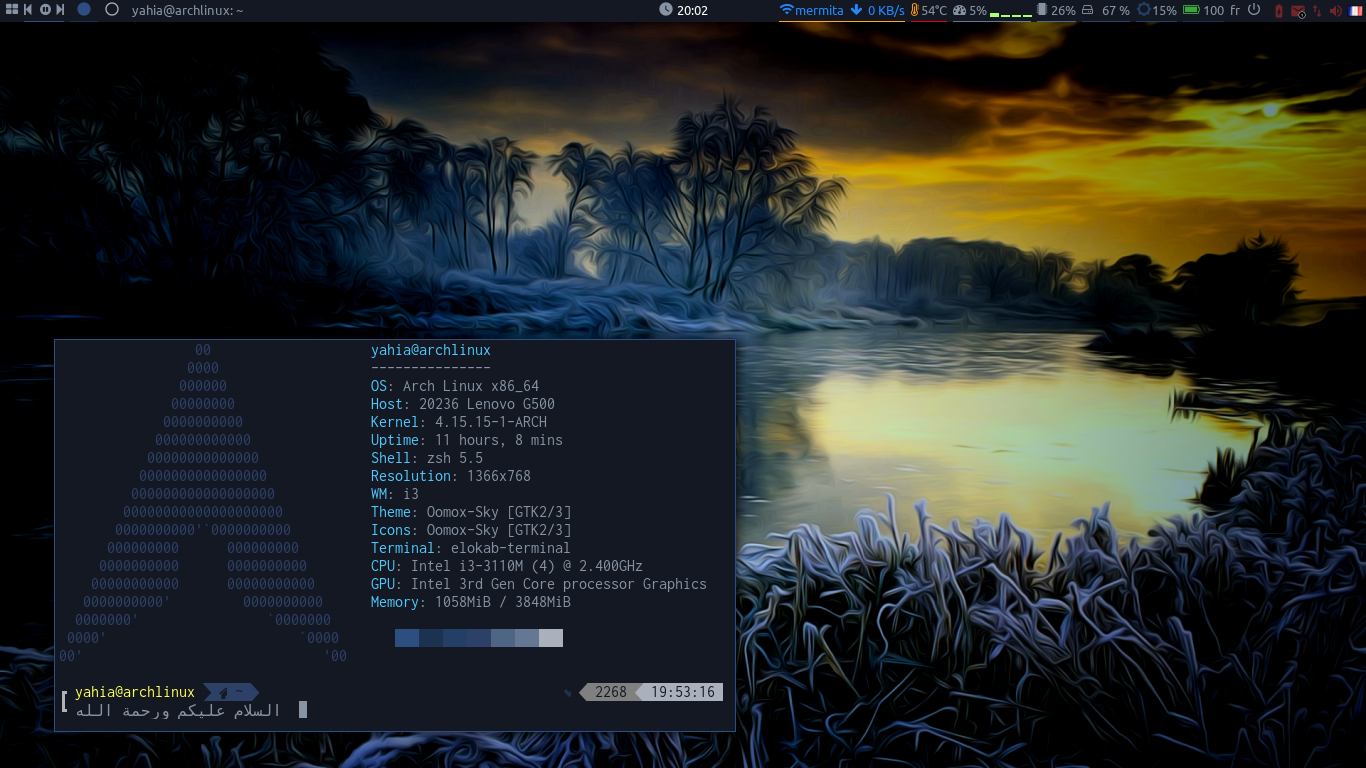 yahia@archlinux: ~
20:02
mermita 0 KB/s 54°C 5% 26% 67 % 15% 100 fr
00
0000
000000
00000000
0000000000
000000000000
00000000000000
0000000000000000
000000000000000000
00000000000000000000
0000000000'`0000000000
000000000 000000000
0000000000 0000000000
00000000000 00000000000
0000000000' 0000000000
0000000' `0000000
0000' `0000
00' '00
yahia@archlinux
---------------
OS: Arch Linux x86_64
Host: 20236 Lenovo G500
Kernel: 4.15.15-1-ARCH
Uptime: 11 hours, 8 mins
Shell: zsh 5.5
Resolution: 1366x768
WM: i3
Theme: Oomox-Sky [GTK2/3]
Icons: Oomox-Sky [GTK2/3]
Terminal: elokab-terminal
CPU: Intel i3-3110M (4) @ 2.400GHz
GPU: Intel 3rd Gen Core processor Graphics
Memory: 1058MiB / 3848MiB
yahia@archlinux ~ 2268 19:53:16
السلام عليكم ورحمة الله